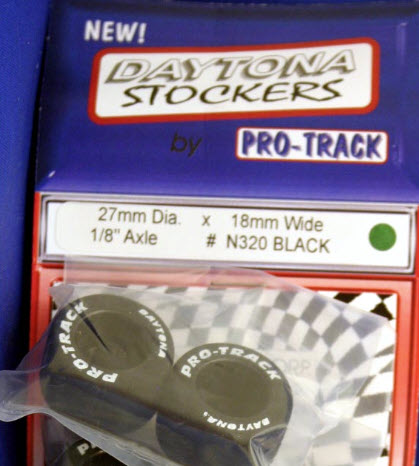 NEW!
DAYTONA
STOCKERS
by PRO-TRACK
27mm Dia. x 18mm Wide
1/8" Axle # N320 BLACK
PRO-TRACK
DAYTONA
PRO-TRACK
DAYTONA